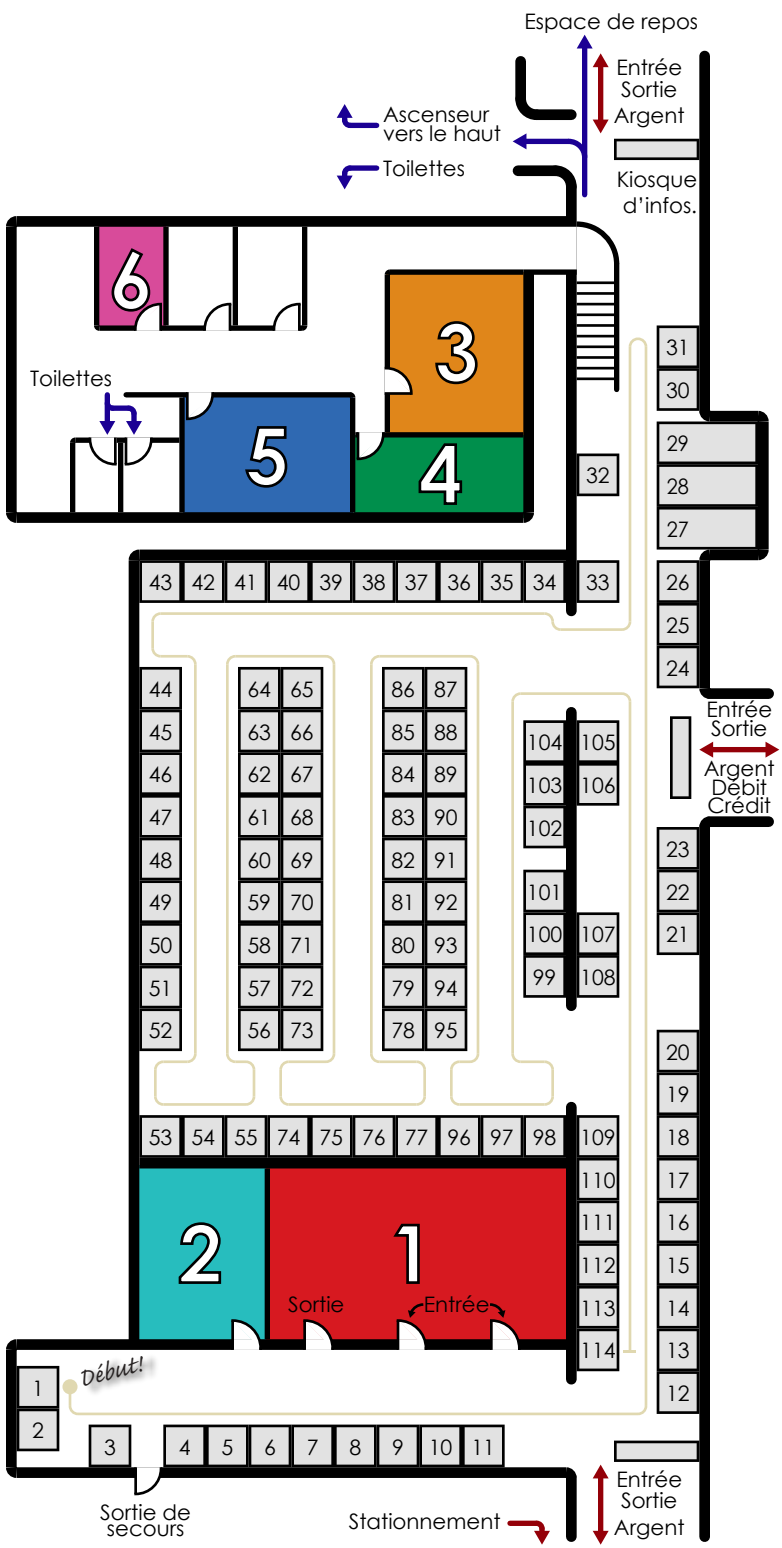 Espace de repos
Entrée
Sortie
Argent
Ascenseur
vers le haut
Toilettes
Kiosque
d'infos.
6
3
Toilettes
5
4
31
30
29
28
27
32
43 42 41 40 39 38 37 36 35 34 33
26
25
24
44
45
46
47
48
49
50
51
52
64 65
63 66
62 67
61 68
60 69
59 70
58 71
57 72
56 73
86 87
85 88
84 89
83 90
82 91
81 92
80 93
79 94
78 95
104 105
103 106
102
101
100 107
99 108
Entrée
Sortie
Argent
Débit
Crédit
23
22
21
20
19
18
17
16
15
14
13
12
53 54 55 74 75 76 77 96 97 98 109
110
111
112
113
114
2
1
Sortie
Entrée
Début!
1
2
3
4 5 6 7 8 9 10 11
Sortie de
secours
Stationnement
Entrée
Sortie
Argent